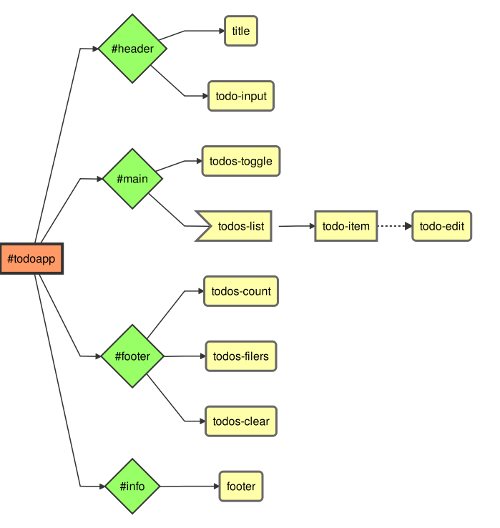 title
#header
todo-input
todos-toggle
#main
todos-list
todo-item
todo-edit
#todoapp
todos-count
#footer
todos-filers
todos-clear
#info
footer